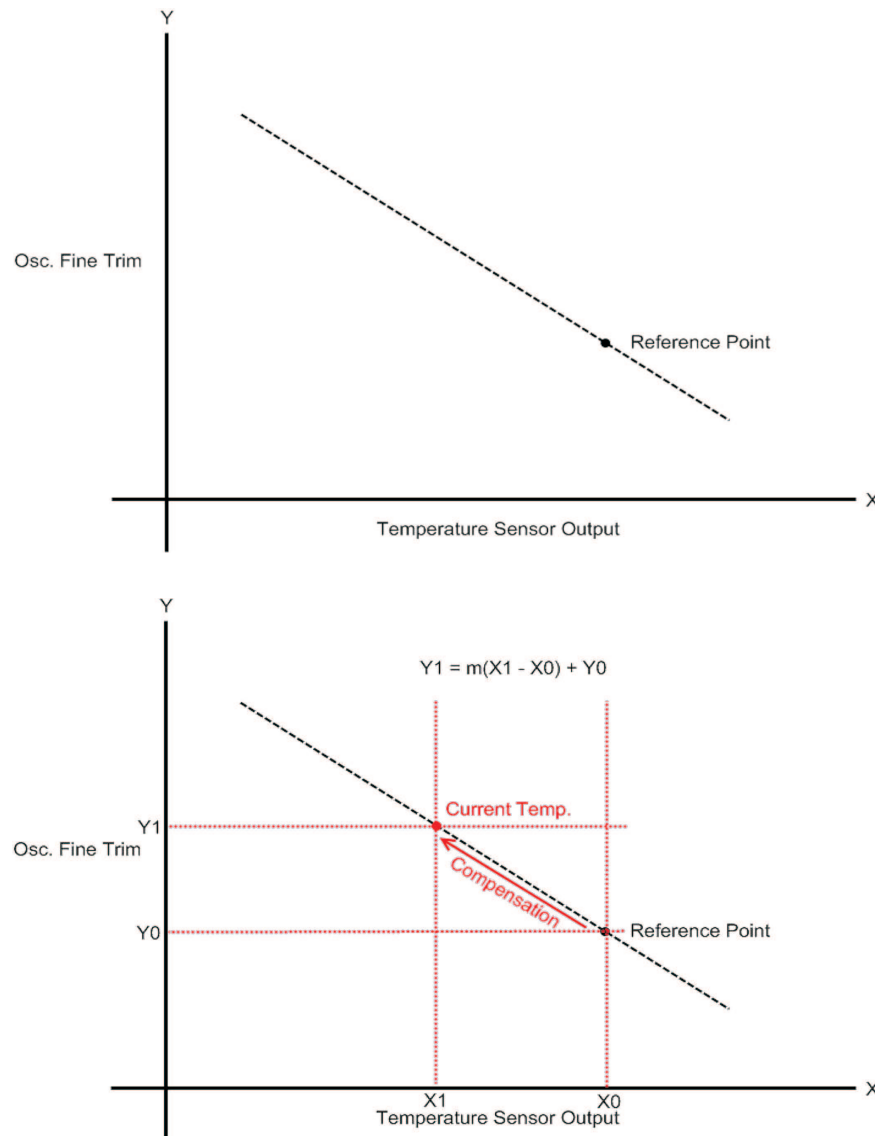 Y
Osc. Fine Trim
Reference Point
X
Temperature Sensor Output
Y
Y1 = m(X1 - X0) + Y0
Current Temp.
Y1
Osc. Fine Trim
Compensation
Y0
Reference Point
X
X1
X0
Temperature Sensor Output